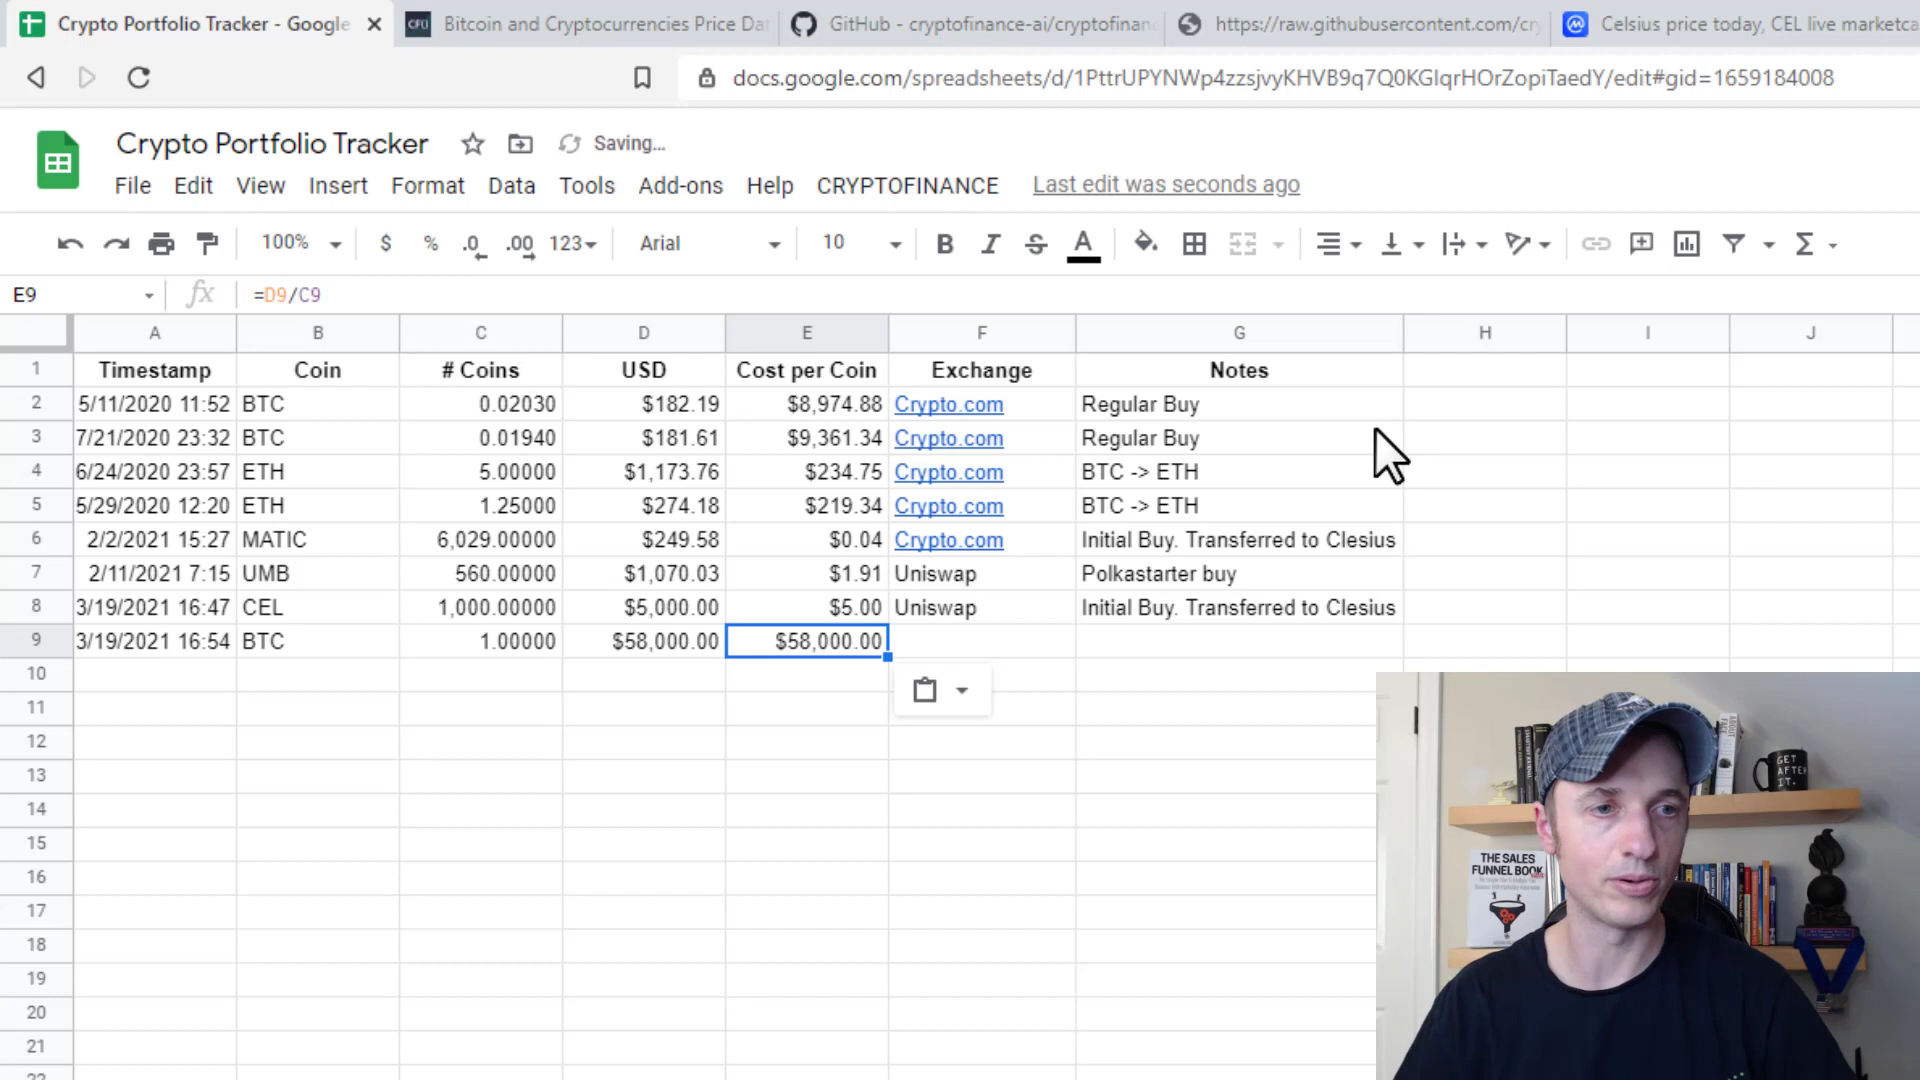 Crypto Portfolio Tracker - Google
CFU Bitcoin and Cryptocurrencies Price Dat
GitHub - cryptofinance-ai/cryptofinanc
https://raw.githubusercontent.com/cry
Celsius price today, CEL live marketca
docs.google.com/spreadsheets/d/1PttrUPYNWp4zzsjvyKHVB9q7Q0KGIqrHOrZopiTaedY/edit#gid=1659184008
Crypto Portfolio Tracker Saving...
File Edit View Insert Format Data Tools Add-ons Help CRYPTOFINANCE Last edit was seconds ago
100% $ % .0 .00 123 Arial 10 B I S A Σ
E9 fx =D9/C9
A B C D E F G H I J
1 Timestamp Coin # Coins USD Cost per Coin Exchange Notes
2 5/11/2020 11:52 BTC 0.02030 $182.19 $8,974.88 Crypto.com Regular Buy
3 7/21/2020 23:32 BTC 0.01940 $181.61 $9,361.34 Crypto.com Regular Buy
4 6/24/2020 23:57 ETH 5.00000 $1,173.76 $234.75 Crypto.com BTC -> ETH
5 5/29/2020 12:20 ETH 1.25000 $274.18 $219.34 Crypto.com BTC -> ETH
6 2/2/2021 15:27 MATIC 6,029.00000 $249.58 $0.04 Crypto.com Initial Buy. Transferred to Clesius
7 2/11/2021 7:15 UMB 560.00000 $1,070.03 $1.91 Uniswap Polkastarter buy
8 3/19/2021 16:47 CEL 1,000.00000 $5,000.00 $5.00 Uniswap Initial Buy. Transferred to Clesius
9 3/19/2021 16:54 BTC 1.00000 $58,000.00 $58,000.00
10
11
12
13
14
15
16
17
18
19
20
21
22
GET
AFTER
IT.
THE SALES
FUNNEL BOOK